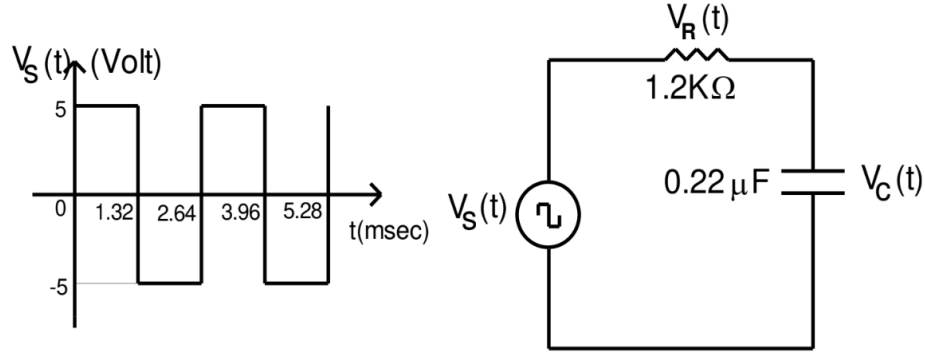 V_S(t) (Volt)
5
0
1.32
2.64
3.96
5.28
t(msec)
-5
V_R(t)
1.2KΩ
0.22 μF
V_C(t)
V_S(t)